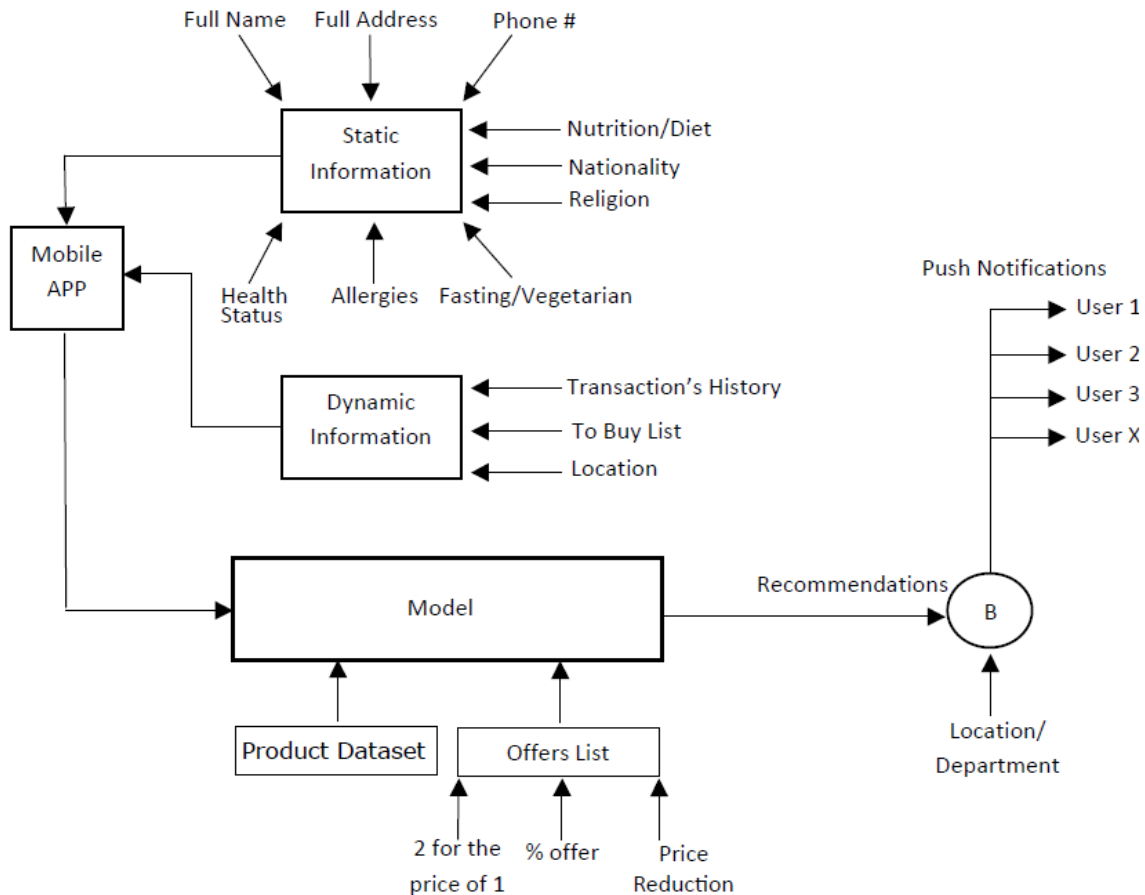 Full Name
Full Address
Phone #
Static
Information
Nutrition/Diet
Nationality
Religion
Mobile
APP
Health
Status
Allergies
Fasting/Vegetarian
Push Notifications
User 1
User 2
User 3
User X
Dynamic
Information
Transaction's History
To Buy List
Location
Model
Recommendations
B
Product Dataset
Offers List
Location/
Department
2 for the
price of 1
% offer
Price
Reduction